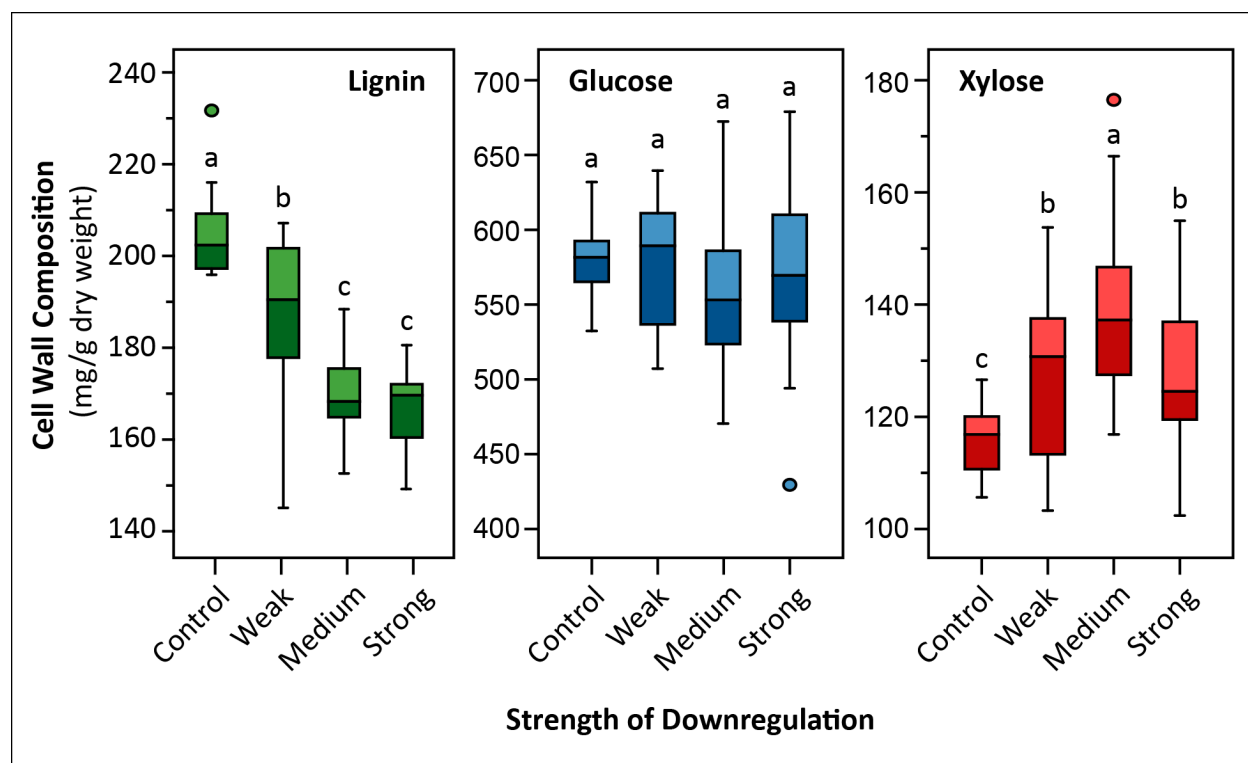 Cell Wall Composition
(mg/g dry weight)
Lignin
240
220
200
180
160
140
a
b
c
c
Control
Weak
Medium
Strong
Glucose
700
650
600
550
500
450
400
a
a
a
a
Control
Weak
Medium
Strong
Xylose
180
160
140
120
100
c
b
a
b
Control
Weak
Medium
Strong
Strength of Downregulation